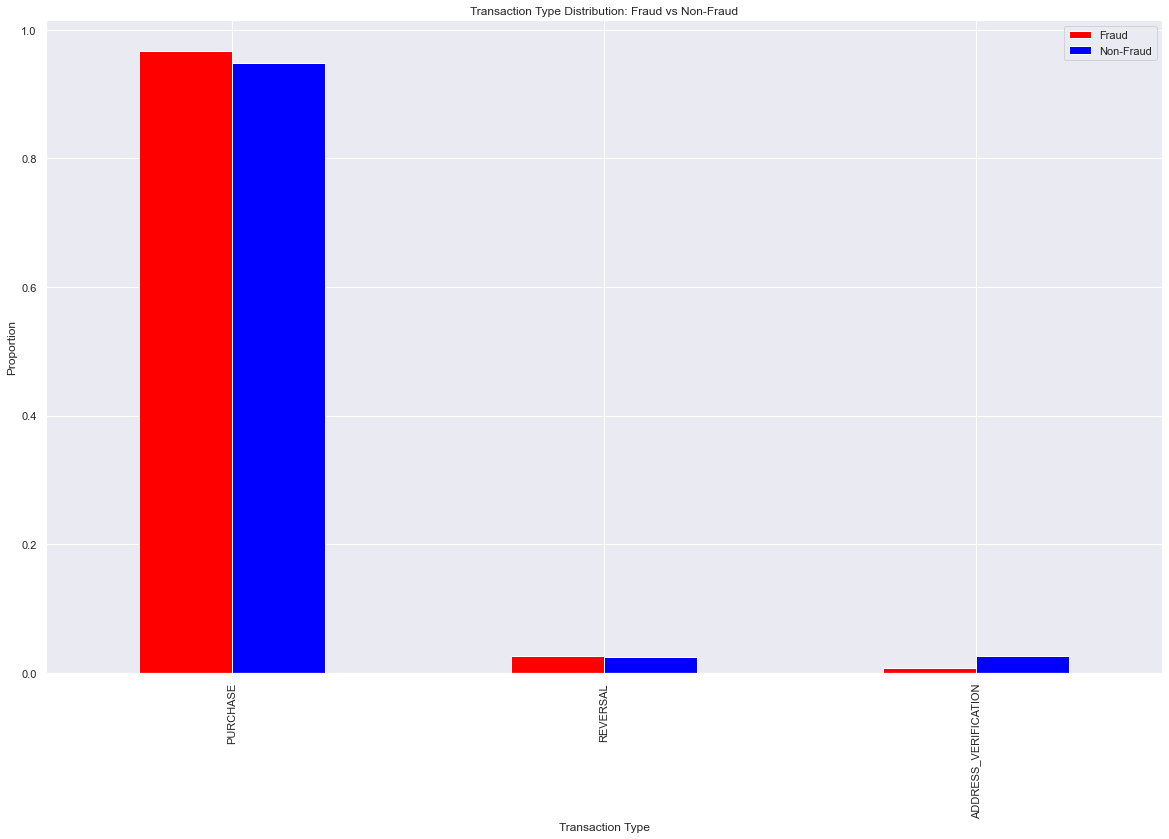 Transaction Type Distribution: Fraud vs Non-Fraud
Fraud
Non-Fraud
1.0
0.8
0.6
0.4
0.2
0.0
Proportion
PURCHASE
REVERSAL
ADDRESS_VERIFICATION
Transaction Type